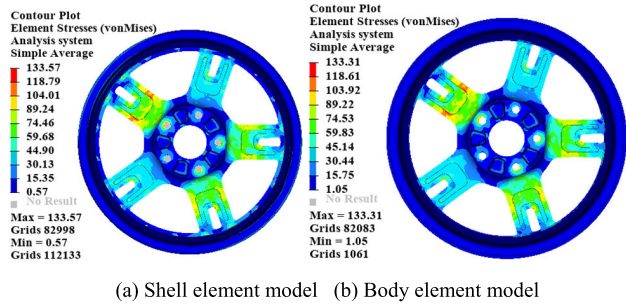 Contour Plot
Element Stresses (vonMises)
Analysis system
Simple Average
133.57
118.79
104.01
89.24
74.46
59.68
44.90
30.13
15.35
0.57
No Result
Max = 133.57
Grids 82998
Min = 0.57
Grids 112133
Contour Plot
Element Stresses (vonMises)
Analysis system
Simple Average
133.31
118.61
103.92
89.22
74.53
59.83
45.14
30.44
15.75
1.05
No Result
Max = 133.31
Grids 82083
Min = 1.05
Grids 1061
(a) Shell element model (b) Body element model